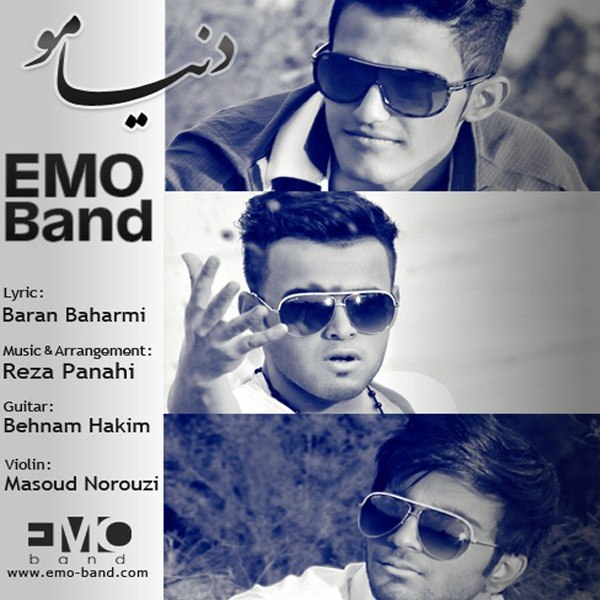 دنیامو
EMO
Band
Lyric:
Baran Baharmi
Music & Arrangement:
Reza Panahi
Guitar:
Behnam Hakim
Violin:
Masoud Norouzi
EMO
band
www.emo-band.com